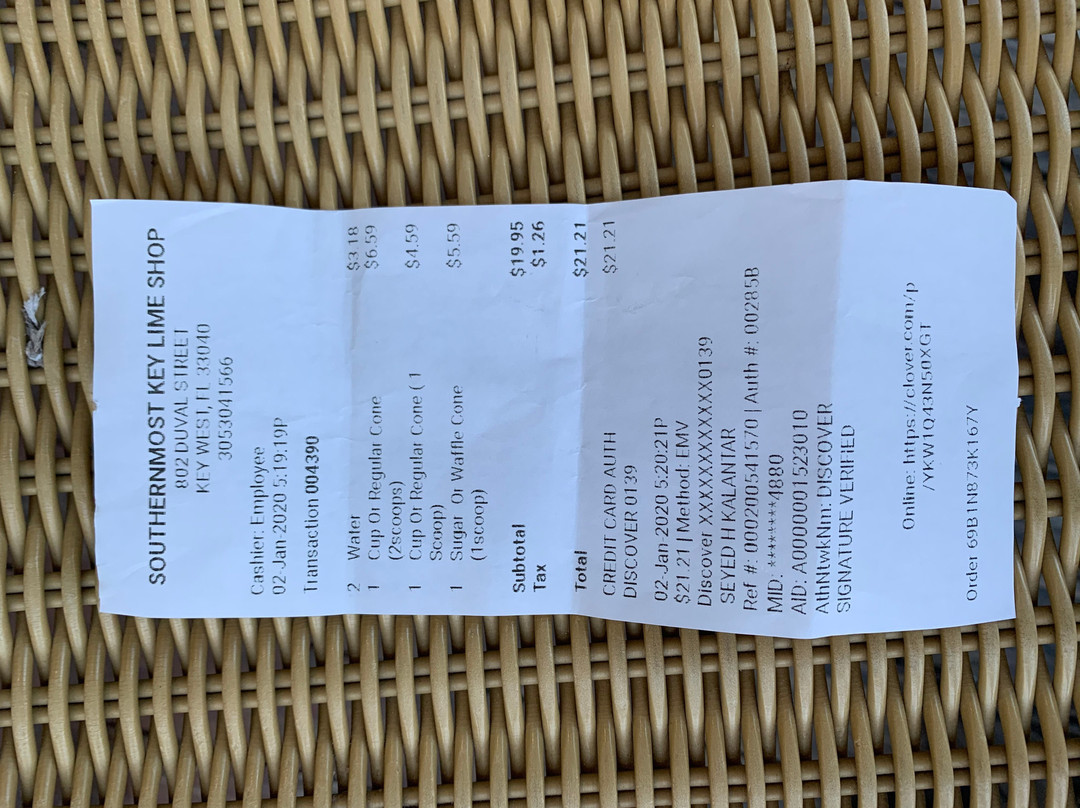 SOUTHERNMOST KEY LIME SHOP
802 DUVAL STREET
KEY WEST, FL 33040
3053041566
Cashier: Employee
02-Jan-2020 5:19:19P
Transaction 004390
2 Water $3.18
1 Cup Or Regular Cone $6.59
(2scoops)
1 Cup Or Regular Cone ( 1 $4.59
Scoop)
1 Sugar Or Waffle Cone $5.59
(1scoop)
Subtotal $19.95
Tax $1.26
Total $21.21
CREDIT CARD AUTH $21.21
DISCOVER 0139
02-Jan-2020 5:20:21P
$21.21 | Method: EMV
Discover XXXXXXXXXXXX0139
SEYED H KALANTAR
Ref #: 000200541570 | Auth #: 00285B
MID: *******4880
AID: A0000001523010
AthNtwkNm: DISCOVER
SIGNATURE VERIFIED
Online: https://clover.com/p
/YKW1Q43N50XGT
Order 69B1N873K167Y